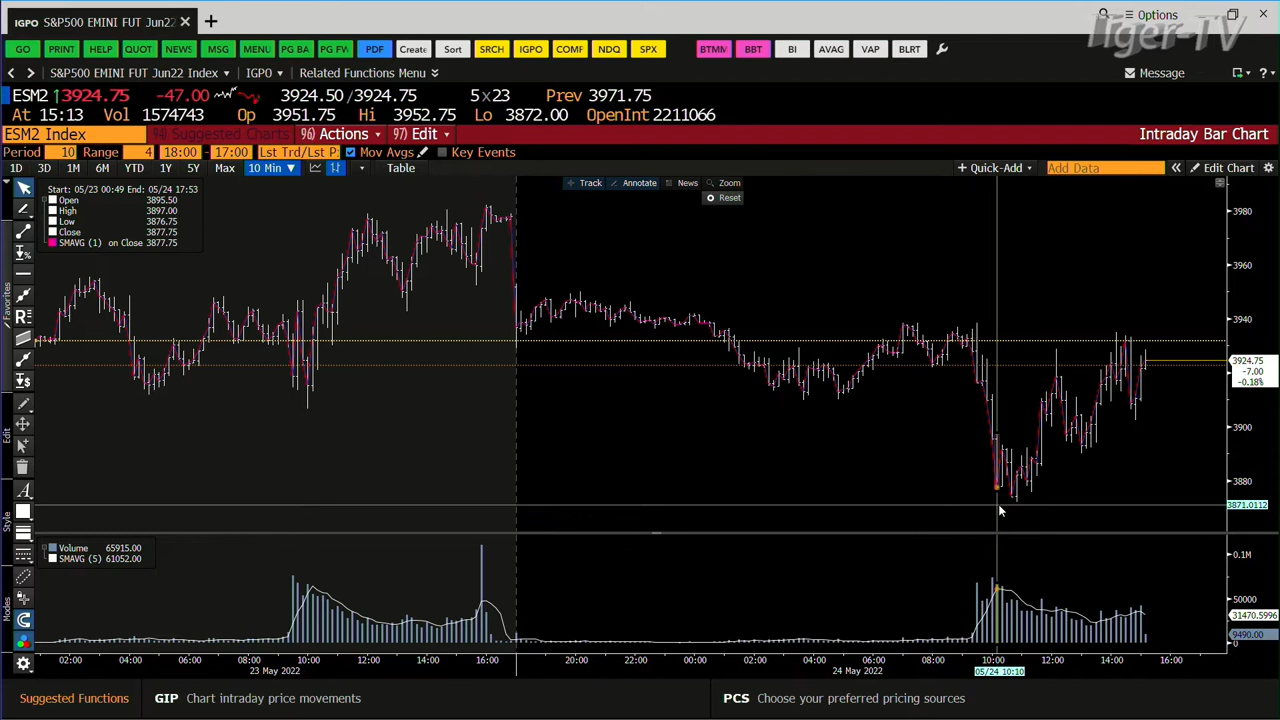 IGPO S&P500 EMINI FUT Jun22 × +
Options
Tiger-TV
GO PRINT HELP QUOT NEWS MSG MENU PG BA PG FW PDF Create Sort SRCH IGPO COMF NDQ SPX BTMM BBT BI AVAG VAP BLRT
S&P500 EMINI FUT Jun22 Index IGPO Related Functions Menu Message ?
ESM2 ↑3924.75 -47.00 3924.50/3924.75 5x23 Prev 3971.75
At 15:13 Vol 1574743 Op 3951.75 Hi 3952.75 Lo 3872.00 OpenInt 2211066
ESM2 Index 94) Suggested Charts 96) Actions 97) Edit Intraday Bar Chart
Period 10 Range 4 18:00 - 17:00 Lst Trd/Lst P Mov Avgs Key Events
1D 3D 1M 6M YTD 1Y 5Y Max 10 Min ▼ Table + Quick-Add Add Data « Edit Chart
Track Annotate News Zoom
Reset
Start: 05/23 00:49 End: 05/24 17:53
Open 3895.50
High 3897.00
Low 3876.75
Close 3877.75
SMAVG (1) on Close 3877.75
3980
3960
3940
3924.75
-7.00
-0.18%
3900
3880
3871.0112
Favorites
Edit
Style
Modes
Volume 65915.00
SMAVG (5) 61052.00
0.1M
50000
31470.5996
9490.00
0
02:00 04:00 06:00 08:00 10:00 12:00 14:00 16:00 20:00 22:00 00:00 02:00 04:00 06:00 08:00 10:00 12:00 14:00 16:00
23 May 2022 24 May 2022 05/24 10:10
Suggested Functions GIP Chart intraday price movements PCS Choose your preferred pricing sources